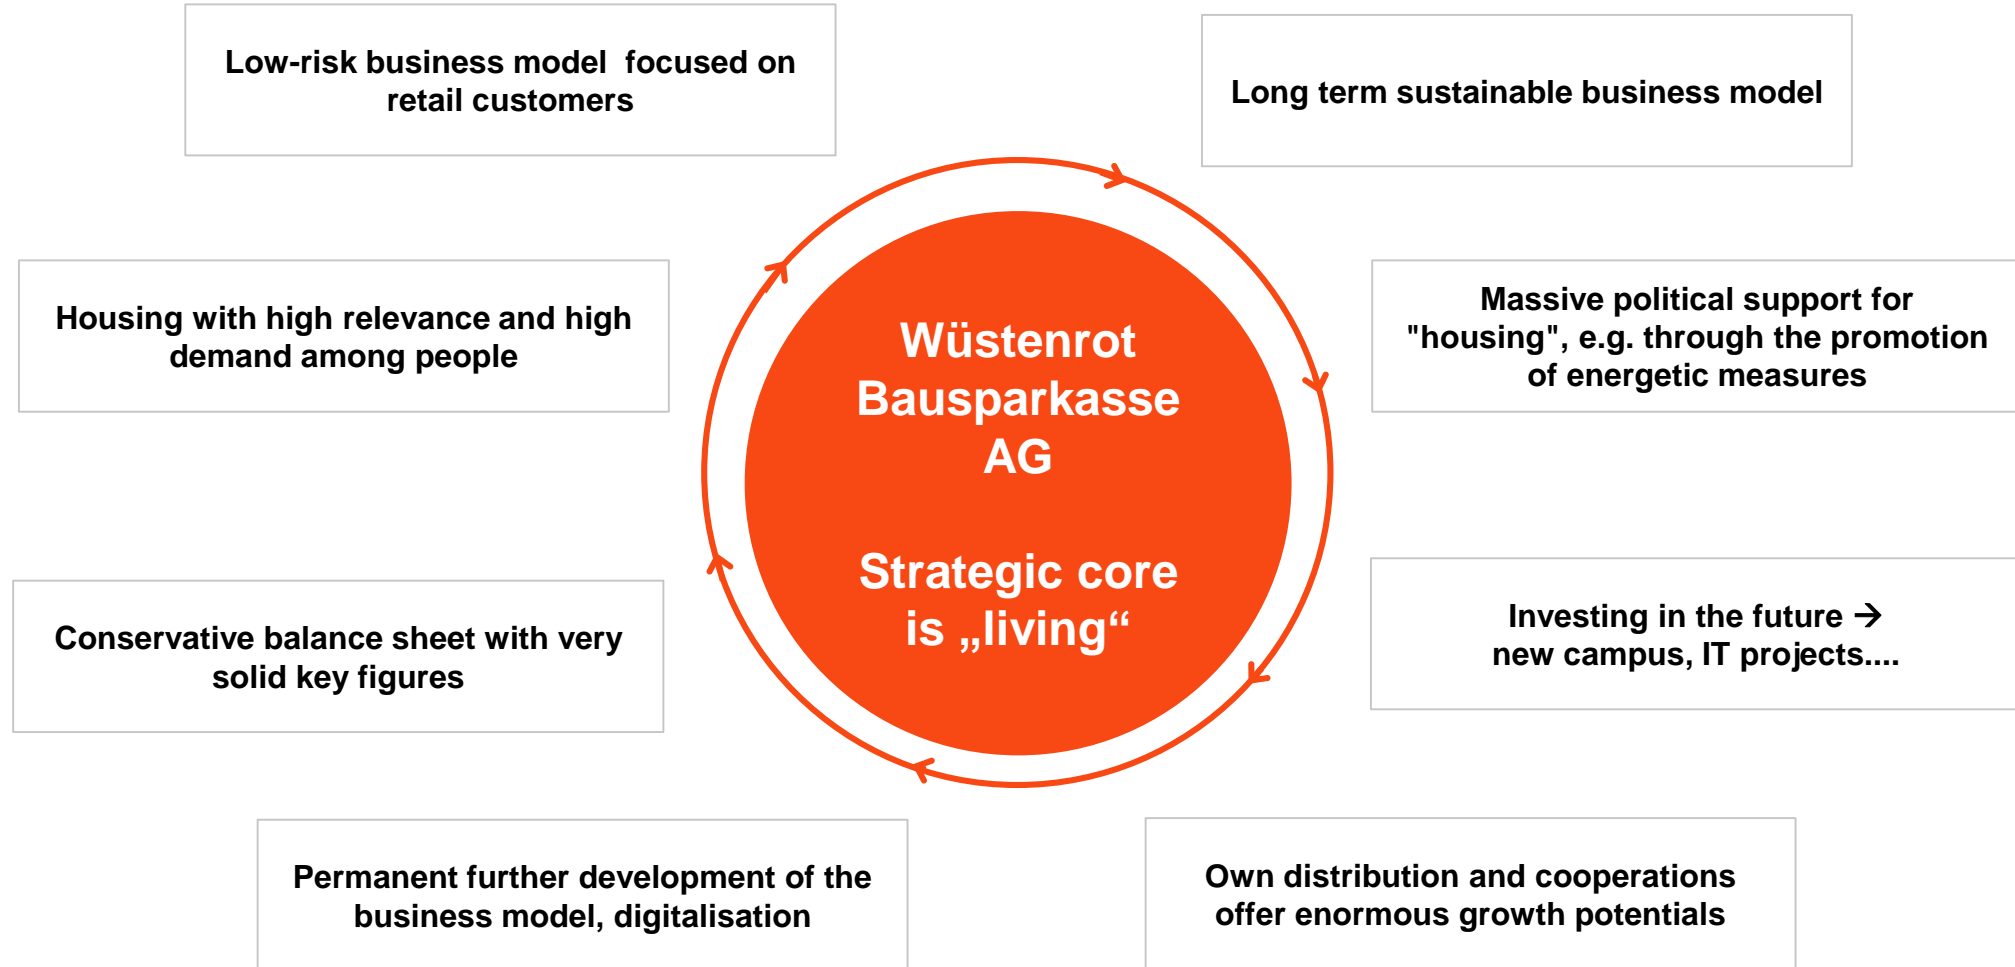 Low-risk business model  focused on
retail customers
Long term sustainable business model
Housing with high relevance and high
demand among people
Wüstenrot
Bausparkasse
AG
Strategic core
is „living“
Massive political support for
"housing", e.g. through the promotion
of energetic measures
Conservative balance sheet with very
solid key figures
Investing in the future →
new campus, IT projects....
Permanent further development of the
business model, digitalisation
Own distribution and cooperations
offer enormous growth potentials